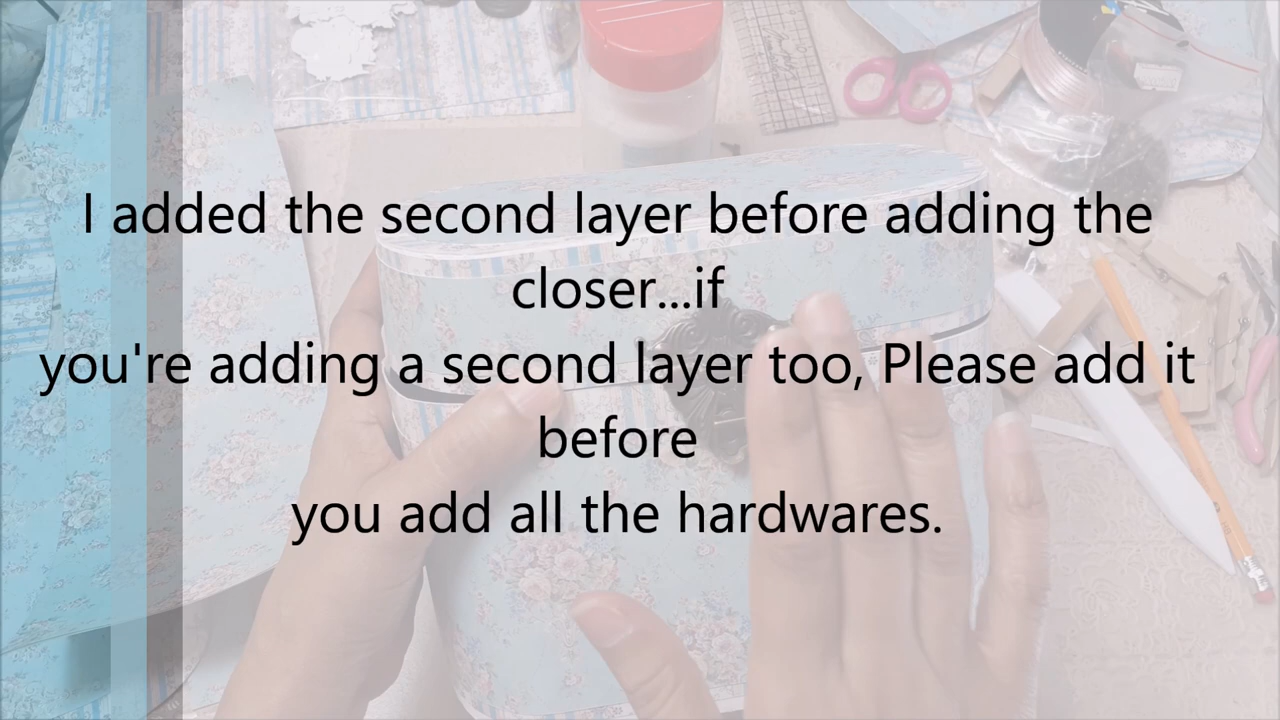 I added the second layer before adding the
closer...if
you're adding a second layer too, Please add it
before
you add all the hardwares.